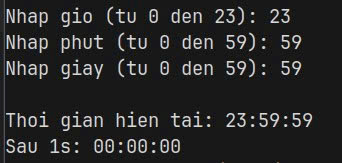 Nhap gio (tu 0 den 23): 23
Nhap phut (tu 0 den 59): 59
Nhap giay (tu 0 den 59): 59
Thoi gian hien tai: 23:59:59
Sau 1s: 00:00:00